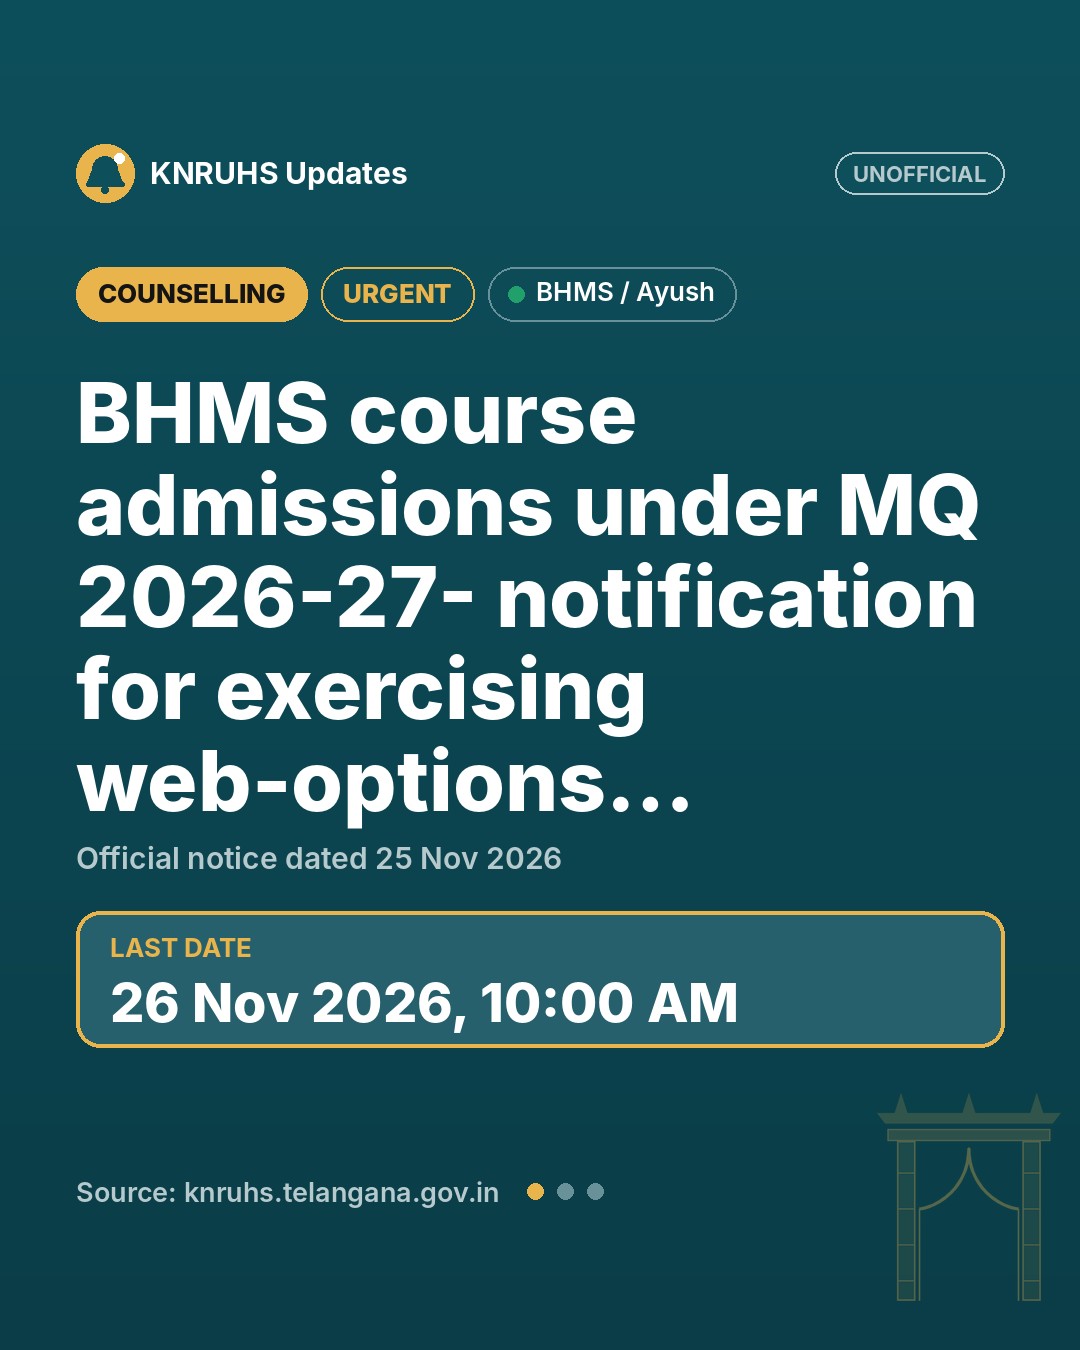 KNRUHS Updates
UNOFFICIAL
COUNSELLING
URGENT
BHMS / Ayush
BHMS course
admissions under MQ
2026-27- notification
for exercising
web-options...
Official notice dated 25 Nov 2026
LAST DATE
26 Nov 2026, 10:00 AM
Source: knruhs.telangana.gov.in